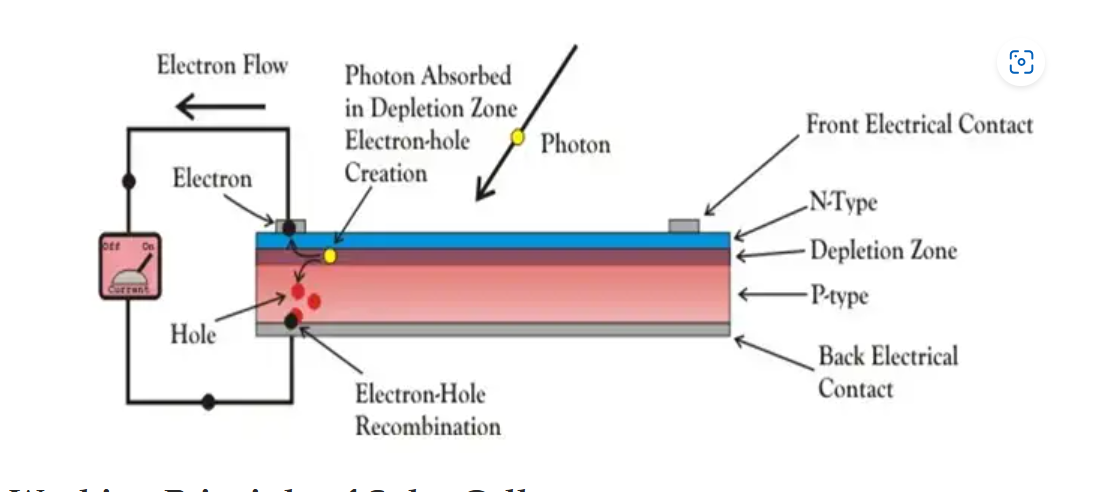 Electron Flow
Photon Absorbed
in Depletion Zone
Electron-hole
Creation
Photon
Front Electrical Contact
Electron
N-Type
Depletion Zone
Off On
Current
P-type
Hole
Back Electrical
Contact
Electron-Hole
Recombination